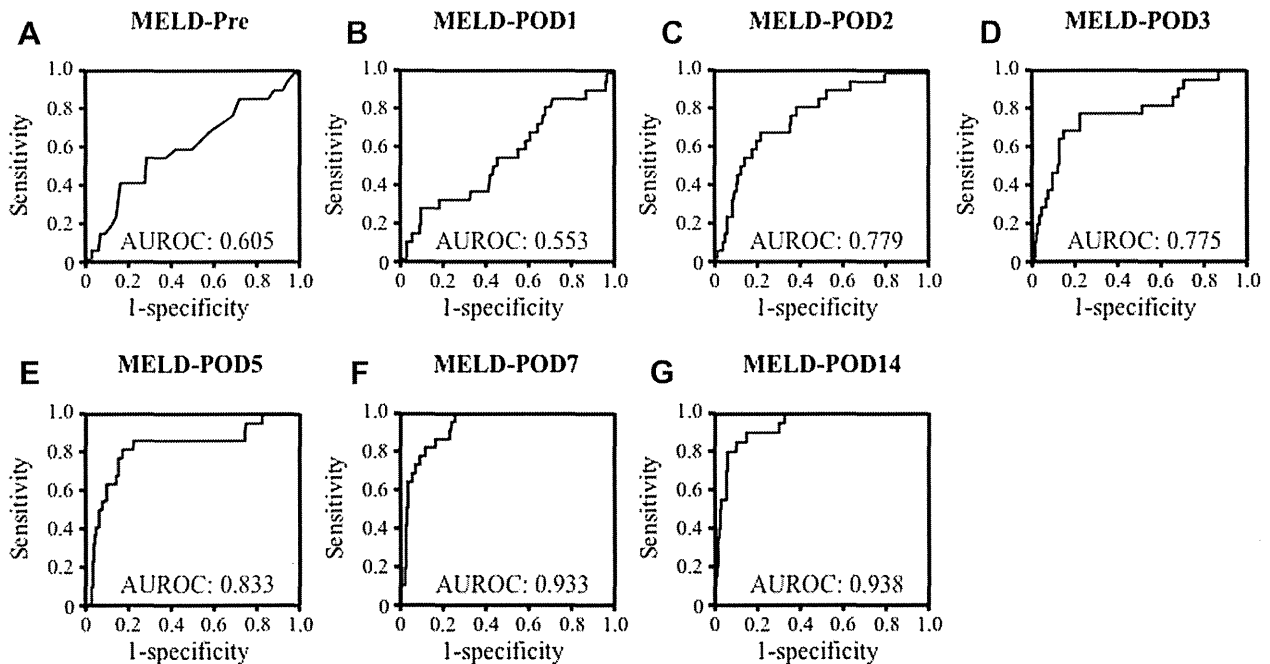 A MELD-Pre
B MELD-POD1
C MELD-POD2
D MELD-POD3
Sensitivity
1.0
0.8
0.6
0.4
0.2
0
AUROC: 0.605
0 0.2 0.4 0.6 0.8 1.0
1-specificity
Sensitivity
1.0
0.8
0.6
0.4
0.2
0
AUROC: 0.553
0 0.2 0.4 0.6 0.8 1.0
1-specificity
Sensitivity
1.0
0.8
0.6
0.4
0.2
0
AUROC: 0.779
0 0.2 0.4 0.6 0.8 1.0
1-specificity
Sensitivity
1.0
0.8
0.6
0.4
0.2
0
AUROC: 0.775
0 0.2 0.4 0.6 0.8 1.0
1-specificity
E MELD-POD5
F MELD-POD7
G MELD-POD14
Sensitivity
1.0
0.8
0.6
0.4
0.2
0
AUROC: 0.833
0 0.2 0.4 0.6 0.8 1.0
1-specificity
Sensitivity
1.0
0.8
0.6
0.4
0.2
0
AUROC: 0.933
0 0.2 0.4 0.6 0.8 1.0
1-specificity
Sensitivity
1.0
0.8
0.6
0.4
0.2
0
AUROC: 0.938
0 0.2 0.4 0.6 0.8 1.0
1-specificity